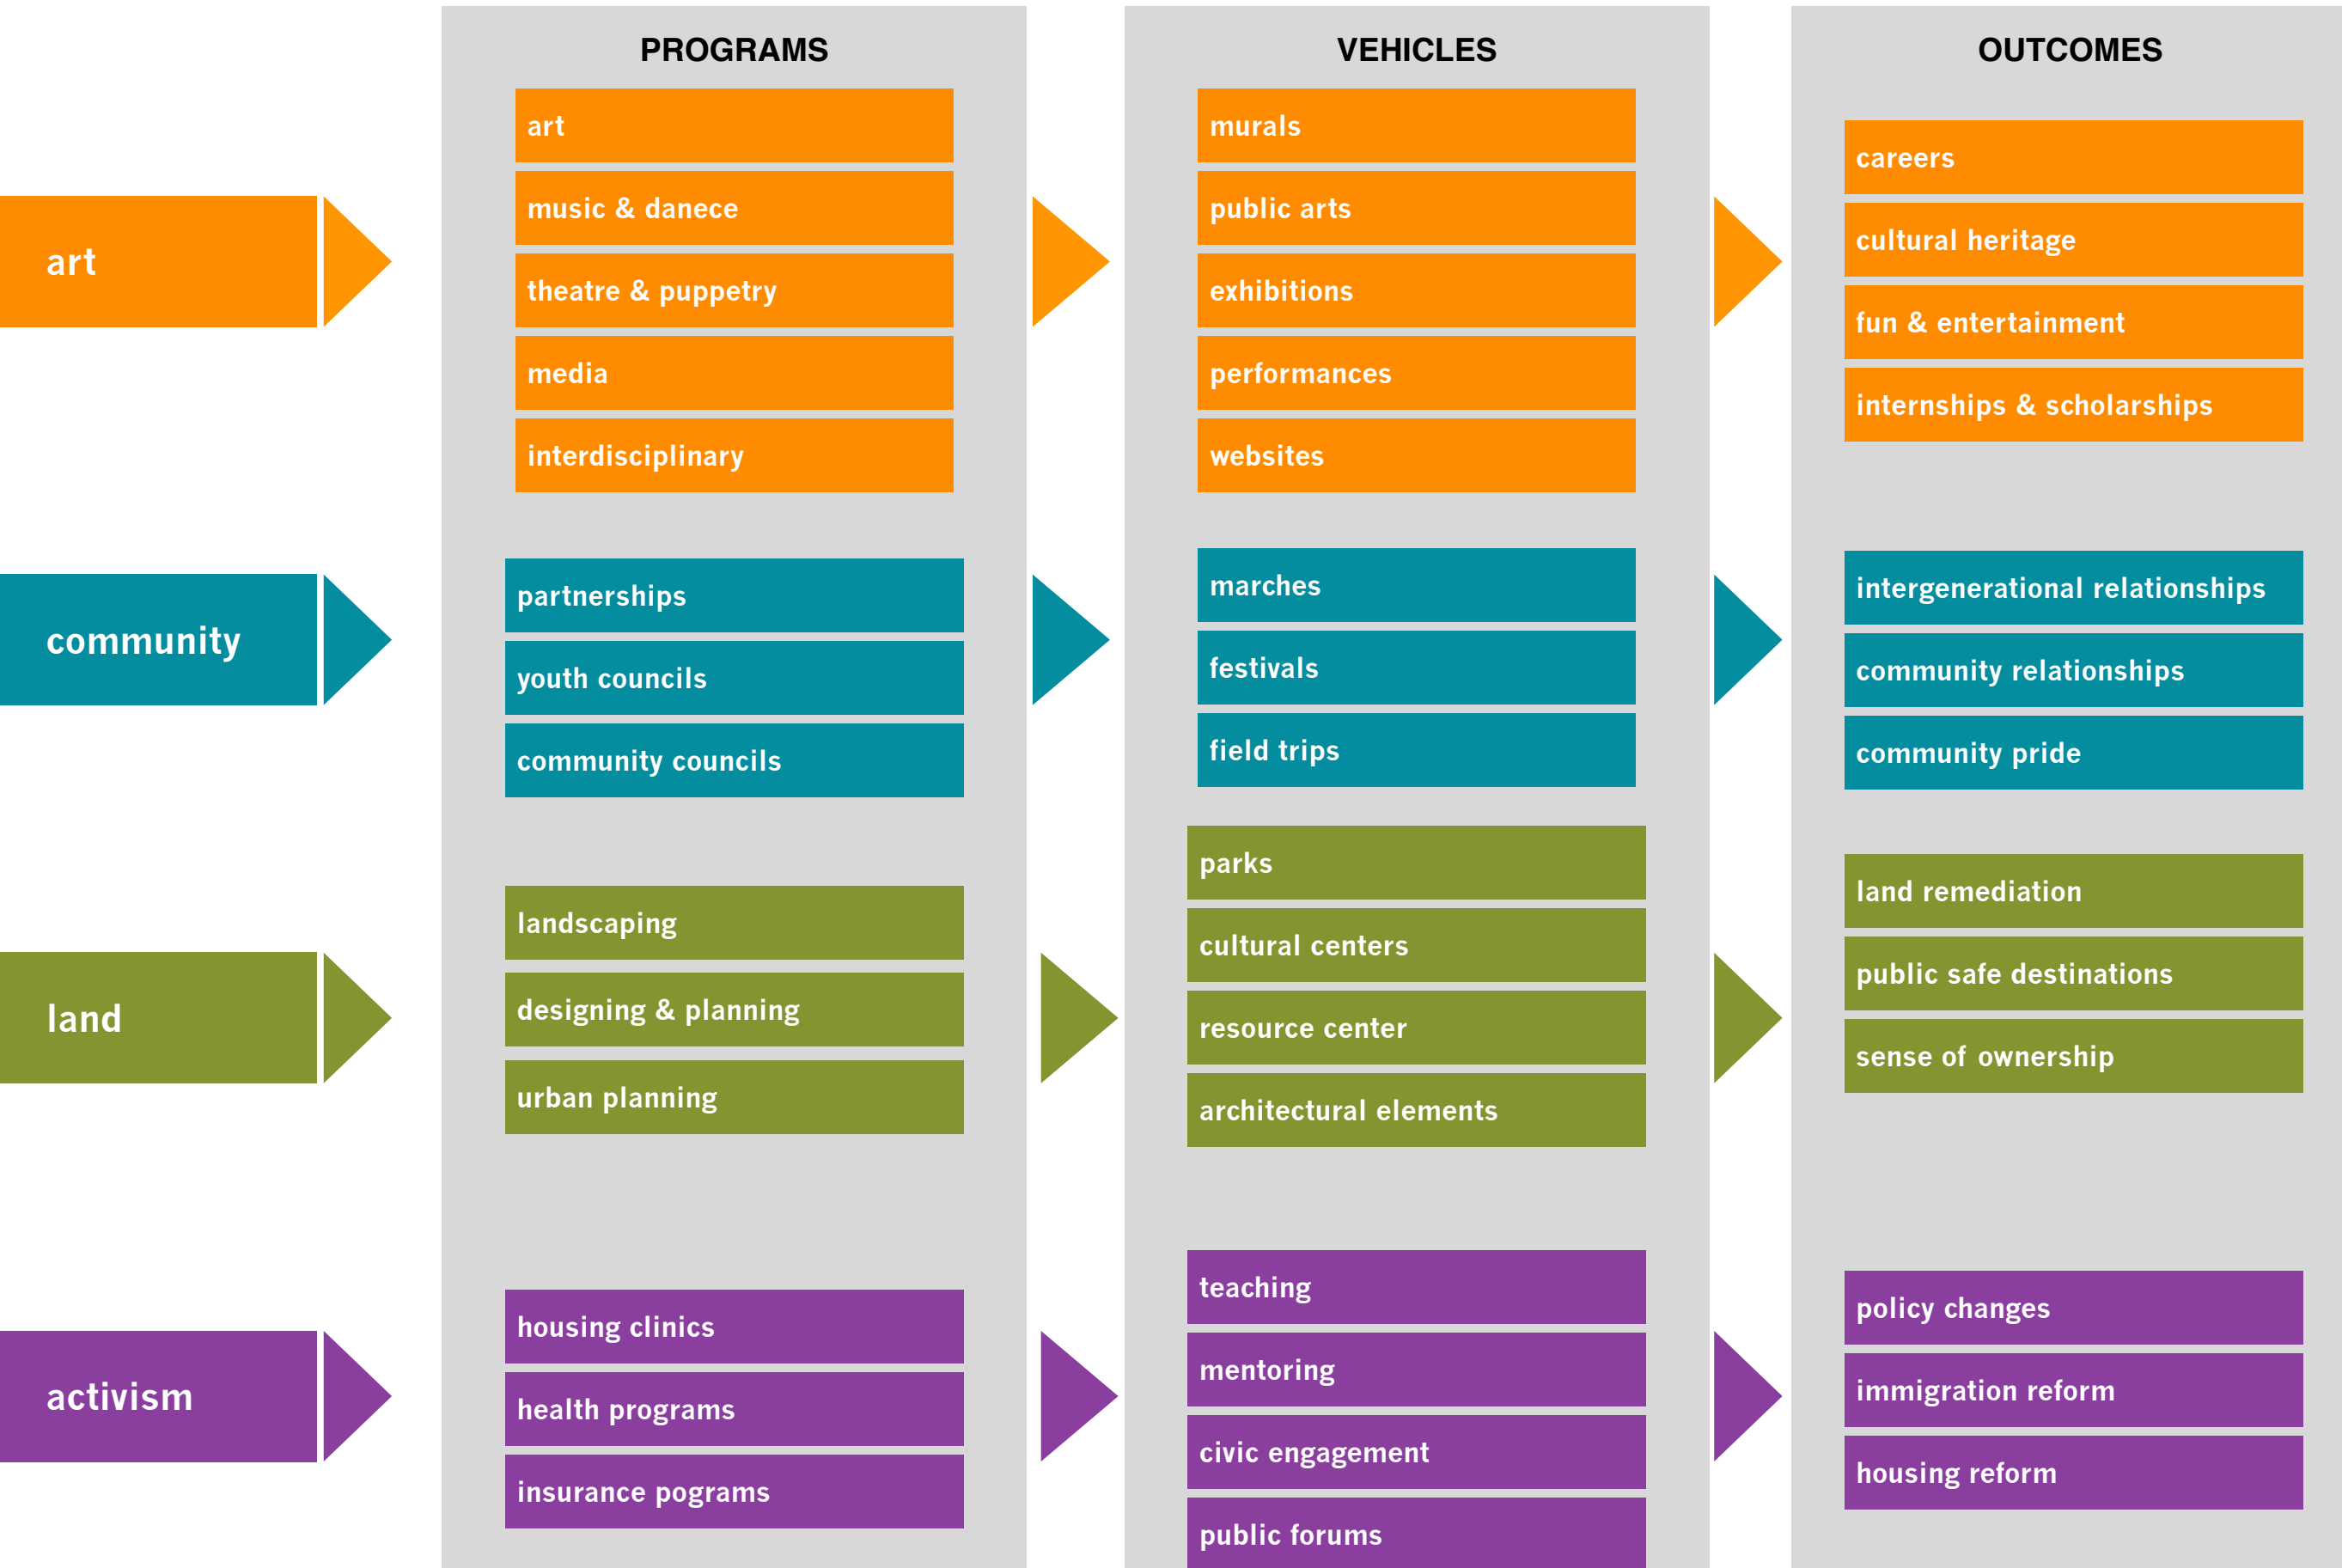 PROGRAMS
VEHICLES
OUTCOMES
art
art
music & danece
theatre & puppetry
media
interdisciplinary
murals
public arts
exhibitions
performances
websites
careers
cultural heritage
fun & entertainment
internships & scholarships
community
partnerships
youth councils
community councils
marches
festivals
field trips
intergenerational relationships
community relationships
community pride
land
landscaping
designing & planning
urban planning
parks
cultural centers
resource center
architectural elements
land remediation
public safe destinations
sense of ownership
activism
housing clinics
health programs
insurance pograms
teaching
mentoring
civic engagement
public forums
policy changes
immigration reform
housing reform